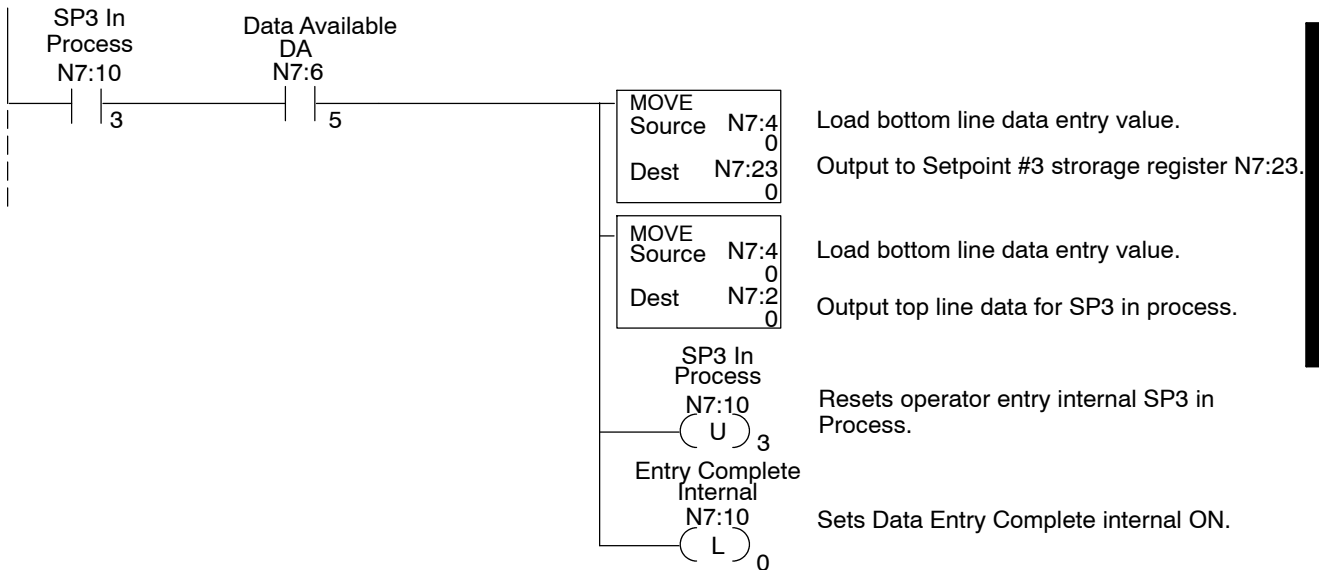 SP3 In
Process
N7:10
3
Data Available
DA
N7:6
5
MOVE
Source N7:4
0
Dest N7:23
0
Load bottom line data entry value.
Output to Setpoint #3 strorage register N7:23.
MOVE
Source N7:4
0
Dest N7:2
0
Load bottom line data entry value.
Output top line data for SP3 in process.
SP3 In
Process
N7:10
U
3
Resets operator entry internal SP3 in
Process.
Entry Complete
Internal
N7:10
L
0
Sets Data Entry Complete internal ON.